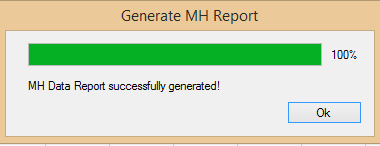 Generate MH Report
100%
MH Data Report successfully generated!
Ok